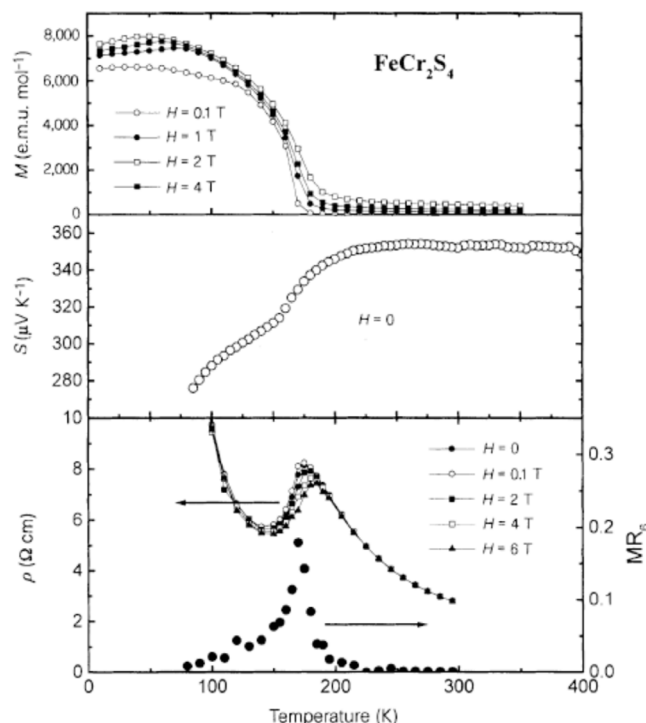 FeCr₂S₄
M (e.m.u. mol⁻¹)
8,000
6,000
4,000
2,000
0
H = 0.1 T
H = 1 T
H = 2 T
H = 4 T
S (μV K⁻¹)
360
340
320
300
280
H = 0
ρ (Ω cm)
10
8
6
4
2
0
H = 0
H = 0.1 T
H = 2 T
H = 4 T
H = 6 T
0.3
0.2
0.1
0.0
0 100 200 300 400
Temperature (K)